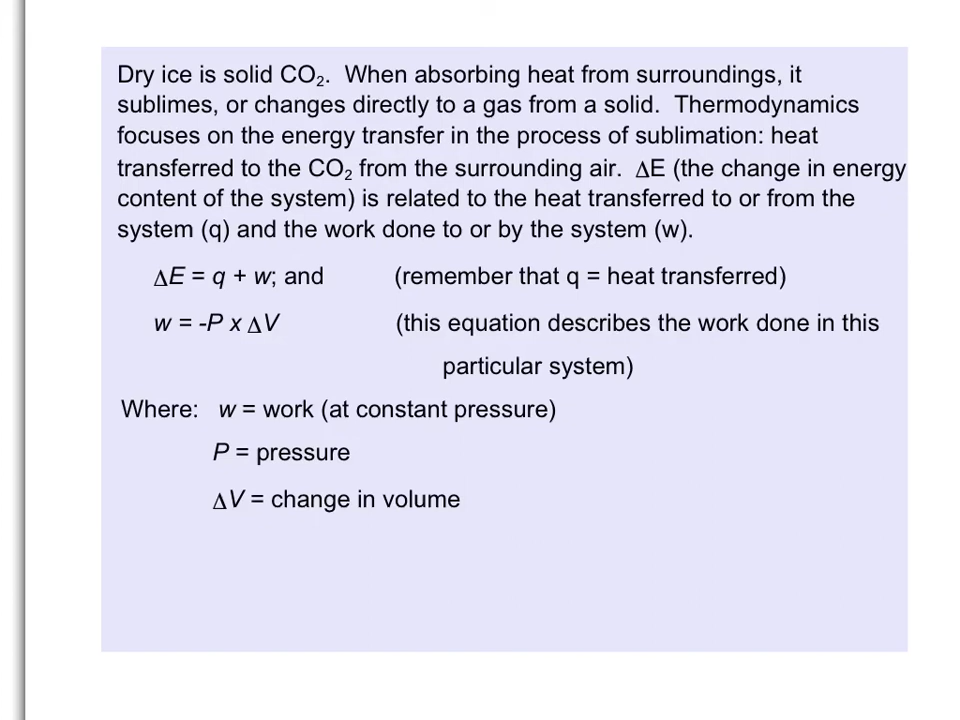 Dry ice is solid CO₂.  When absorbing heat from surroundings, it
sublimes, or changes directly to a gas from a solid.  Thermodynamics
focuses on the energy transfer in the process of sublimation: heat
transferred to the CO₂ from the surrounding air.  ΔE (the change in energy
content of the system) is related to the heat transferred to or from the
system (q) and the work done to or by the system (w).
ΔE = q + w; and (remember that q = heat transferred)
w = -P x ΔV (this equation describes the work done in this
particular system)
Where: w = work (at constant pressure)
P = pressure
ΔV = change in volume